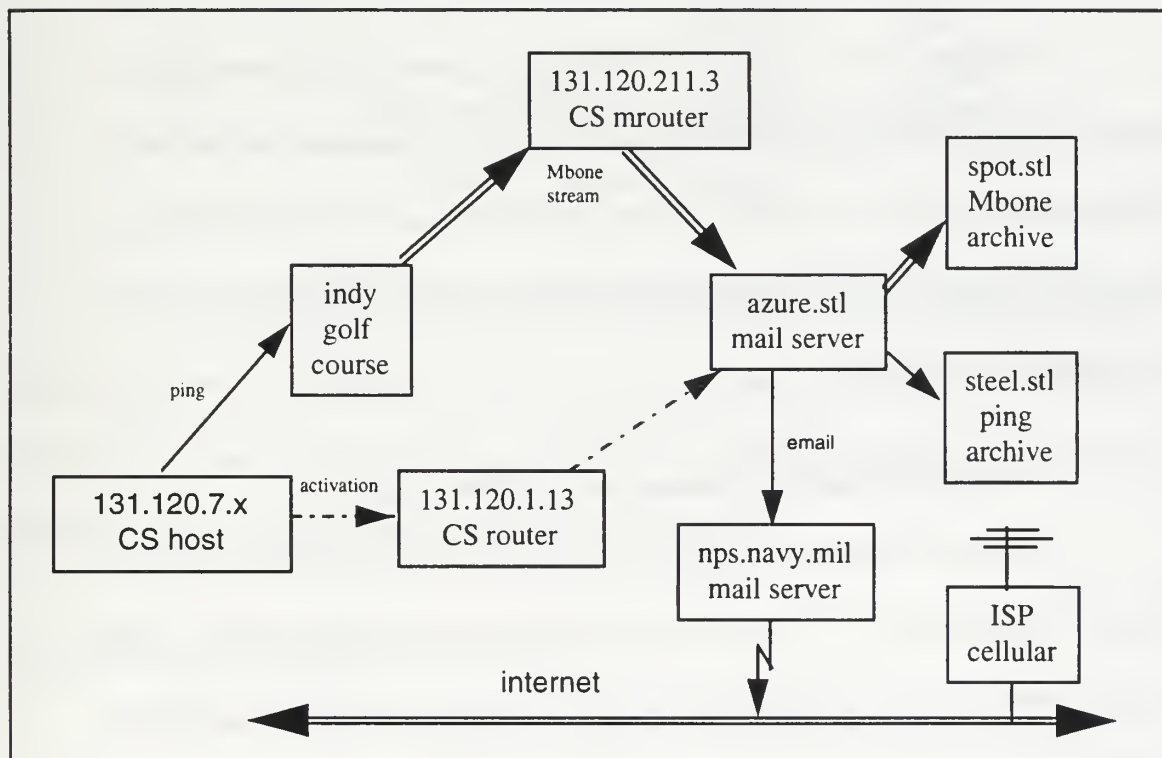 131.120.211.3
CS mrouter
Mbone
stream
spot.stl
Mbone
archive
indy
golf
course
azure.stl
mail server
steel.stl
ping
archive
ping
email
activation
131.120.7.x
CS host
131.120.1.13
CS router
nps.navy.mil
mail server
ISP
cellular
internet